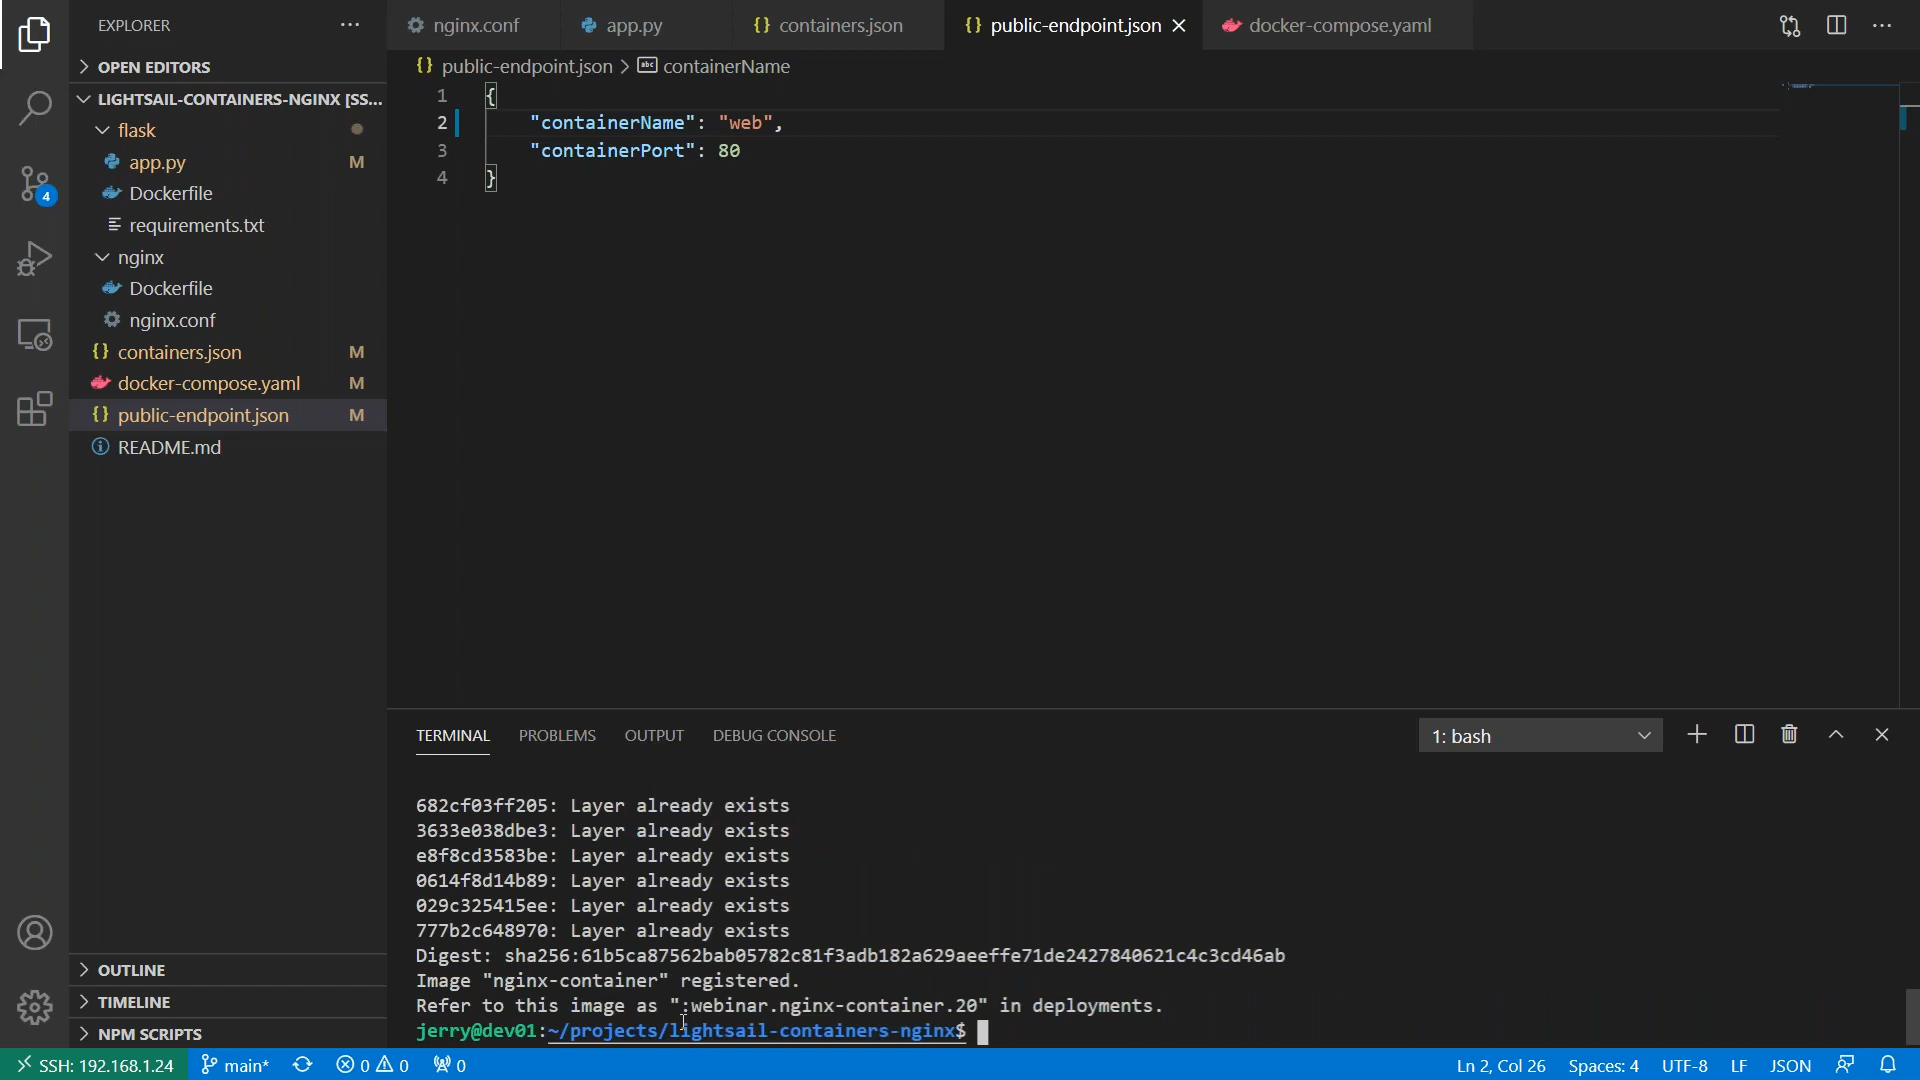 EXPLORER
nginx.conf
app.py
containers.json
public-endpoint.json
docker-compose.yaml
OPEN EDITORS
public-endpoint.json > containerName
LIGHTSAIL-CONTAINERS-NGINX [SS...
flask
app.py M
Dockerfile
requirements.txt
nginx
Dockerfile
nginx.conf
containers.json M
docker-compose.yaml M
public-endpoint.json M
README.md
4
1 {
2 "containerName": "web",
3 "containerPort": 80
4 }
TERMINAL PROBLEMS OUTPUT DEBUG CONSOLE
1: bash
682cf03ff205: Layer already exists
3633e038dbe3: Layer already exists
e8f8cd3583be: Layer already exists
0614f8d14b89: Layer already exists
029c325415ee: Layer already exists
777b2c648970: Layer already exists
Digest: sha256:61b5ca87562bab05782c81f3adb182a629aeeffe71de2427840621c4c3cd46ab
Image "nginx-container" registered.
Refer to this image as ":webinar.nginx-container.20" in deployments.
jerry@dev01:~/projects/lightsail-containers-nginx$
OUTLINE
TIMELINE
NPM SCRIPTS
SSH: 192.168.1.24
main*
0 0
0
Ln 2, Col 26
Spaces: 4
UTF-8
LF
JSON